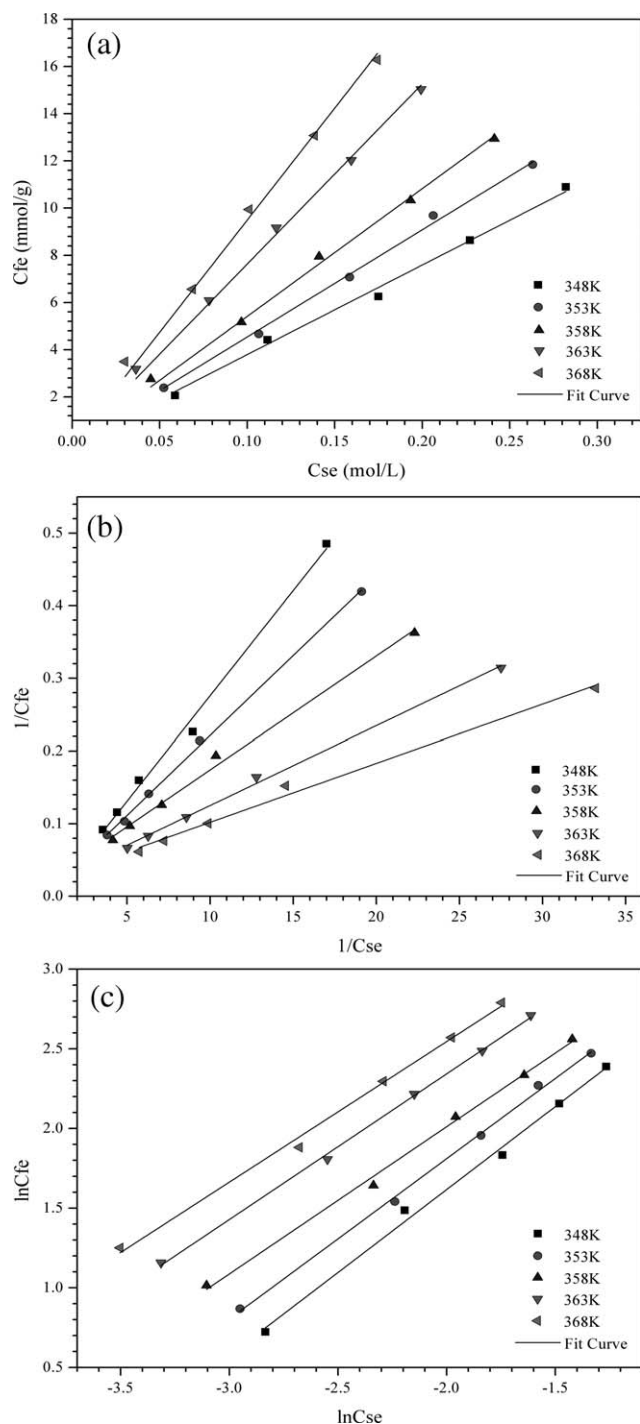 (a)
18
16
14
12
10
8
6
4
2
Cfe (mmol/g)
348K
353K
358K
363K
368K
Fit Curve
0.00 0.05 0.10 0.15 0.20 0.25 0.30
Cse (mol/L)
(b)
0.5
0.4
0.3
0.2
0.1
0.0
1/Cfe
348K
353K
358K
363K
368K
Fit Curve
5 10 15 20 25 30 35
1/Cse
(c)
3.0
2.5
2.0
1.5
1.0
0.5
lnCfe
348K
353K
358K
363K
368K
Fit Curve
-3.5 -3.0 -2.5 -2.0 -1.5
lnCse